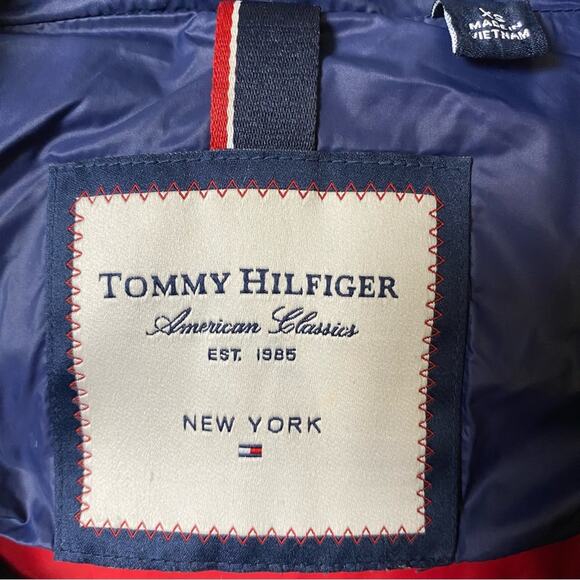 XS
MADE IN
VIETNAM
TOMMY HILFIGER
American Classics
EST. 1985
NEW YORK